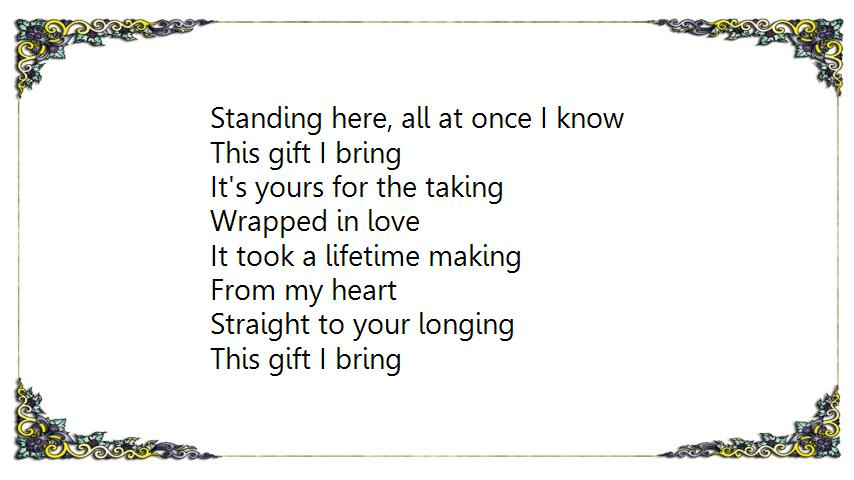 Standing here, all at once I know
This gift I bring
It's yours for the taking
Wrapped in love
It took a lifetime making
From my heart
Straight to your longing
This gift I bring